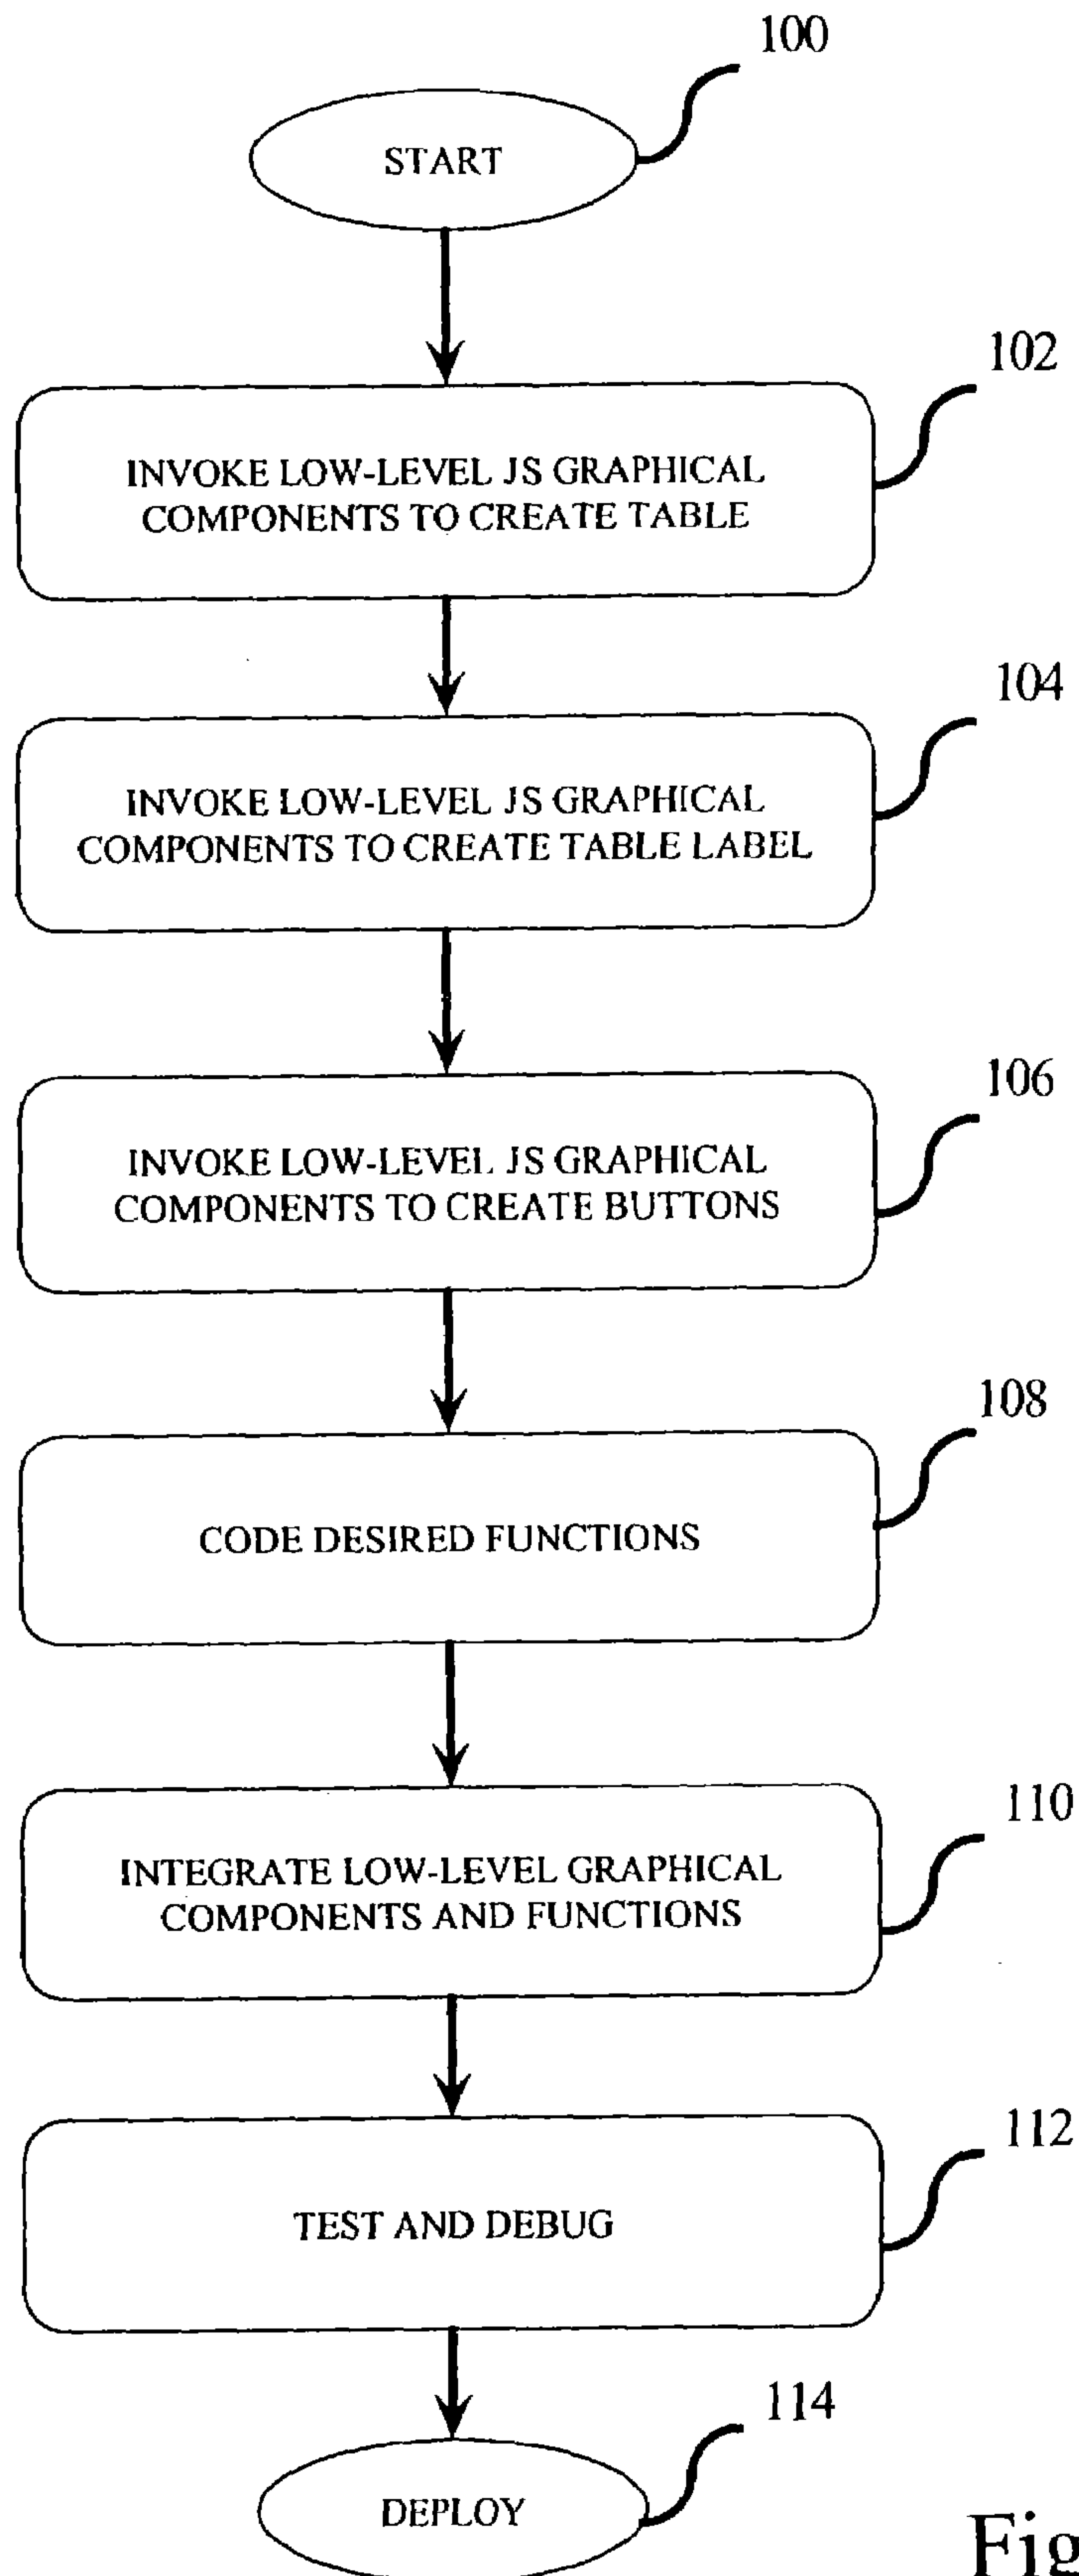 100
START
102
INVOKE LOW-LEVEL JS GRAPHICAL
COMPONENTS TO CREATE TABLE
104
INVOKE LOW-LEVEL JS GRAPHICAL
COMPONENTS TO CREATE TABLE LABEL
106
INVOKE LOW-LEVEL JS GRAPHICAL
COMPONENTS TO CREATE BUTTONS
108
CODE DESIRED FUNCTIONS
110
INTEGRATE LOW-LEVEL GRAPHICAL
COMPONENTS AND FUNCTIONS
112
TEST AND DEBUG
114
DEPLOY
Fig